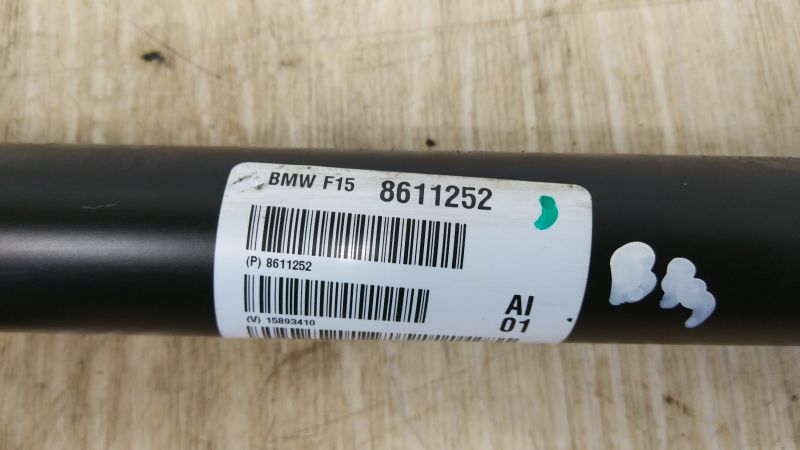 BMW F15 8611252
(P) 8611252
(V) 15893410
AI
01